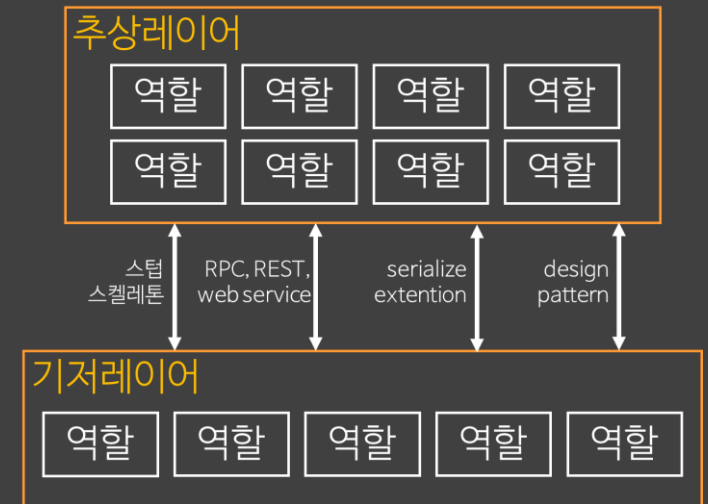 추상레이어
역할 역할 역할 역할
역할 역할 역할 역할
스텁
스켈레톤
RPC, REST,
web service
serialize
extention
design
pattern
기저레이어
역할 역할 역할 역할 역할